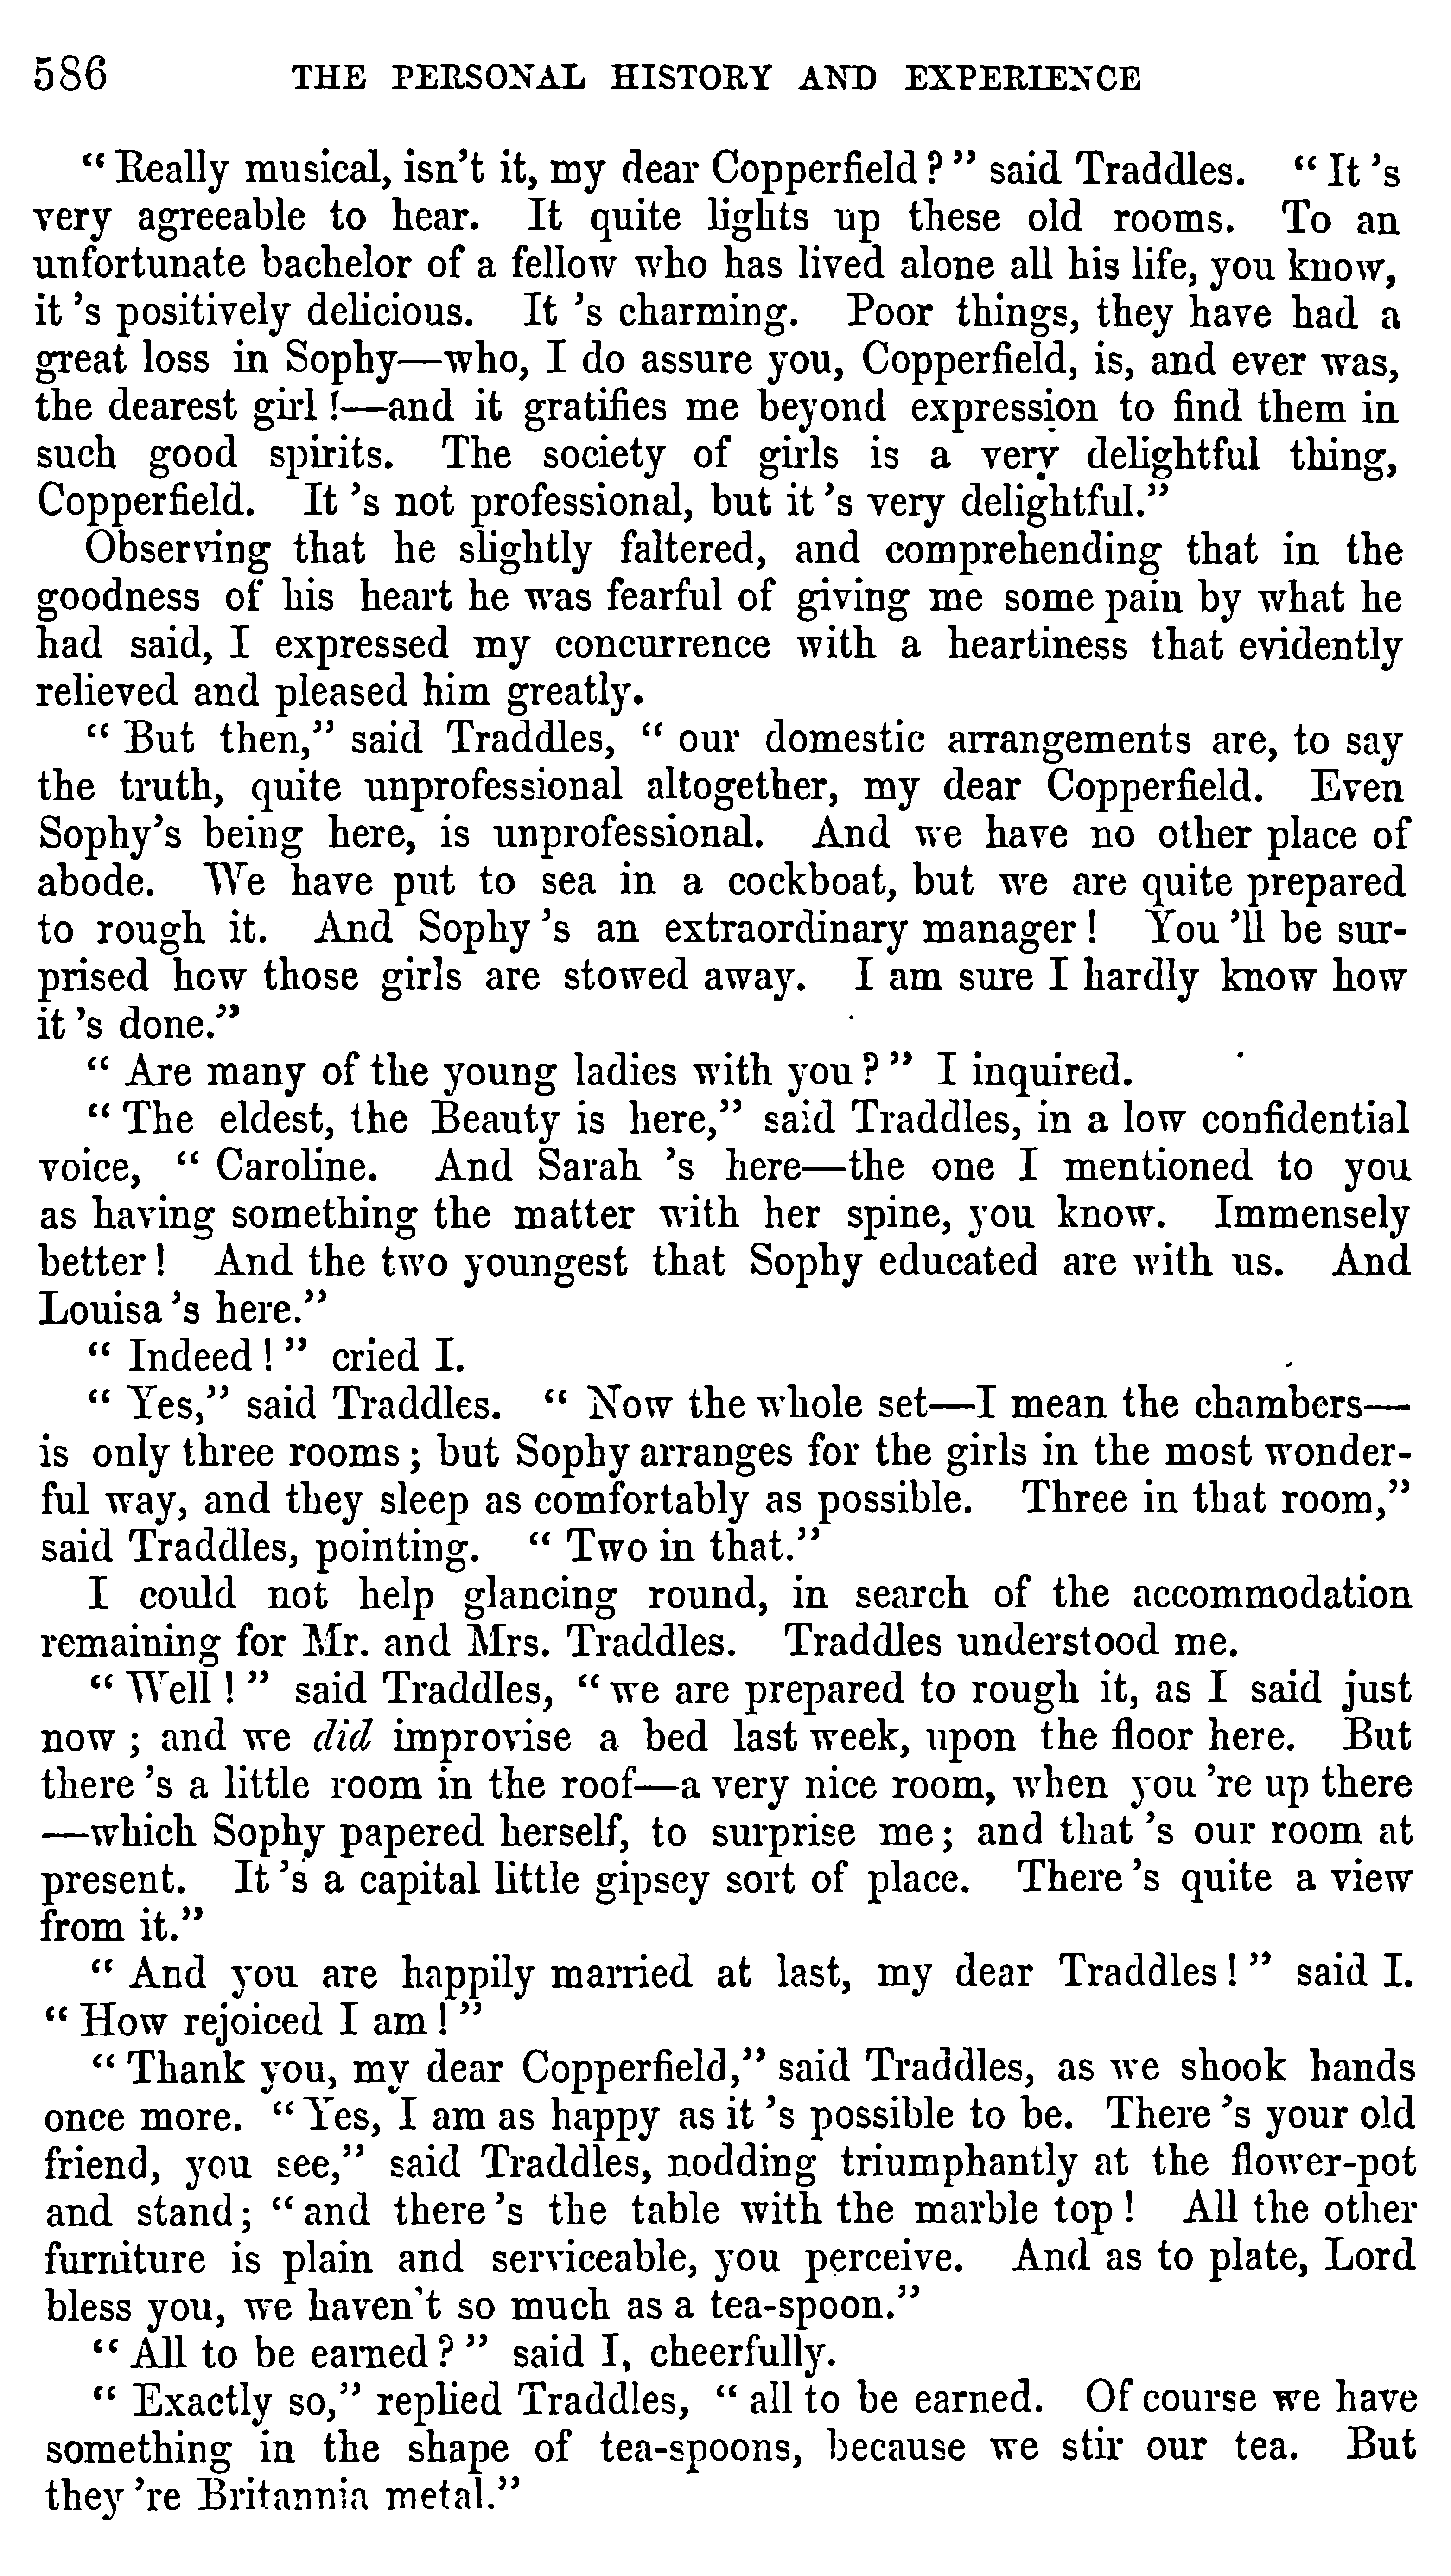 586 THE PERSONAL HISTORY AND EXPERIENCE
“Really musical, isn’t it, my dear Copperfield?” said Traddles. “It ’s
very agreeable to hear. It quite lights up these old rooms. To an
unfortunate bachelor of a fellow who has lived alone all his life, you know,
it ’s positively delicious. It ’s charming. Poor things, they have had a
great loss in Sophy—who, I do assure you, Copperfield, is, and ever was,
the dearest girl!—and it gratifies me beyond expression to find them in
such good spirits. The society of girls is a very delightful thing,
Copperfield. It ’s not professional, but it ’s very delightful.”
Observing that he slightly faltered, and comprehending that in the
goodness of his heart he was fearful of giving me some pain by what he
had said, I expressed my concurrence with a heartiness that evidently
relieved and pleased him greatly.
“But then,” said Traddles, “our domestic arrangements are, to say
the truth, quite unprofessional altogether, my dear Copperfield. Even
Sophy’s being here, is unprofessional. And we have no other place of
abode. We have put to sea in a cockboat, but we are quite prepared
to rough it. And Sophy ’s an extraordinary manager! You ’ll be sur-
prised how those girls are stowed away. I am sure I hardly know how
it ’s done.”
“Are many of the young ladies with you?” I inquired.
“The eldest, the Beauty is here,” said Traddles, in a low confidential
voice, “Caroline. And Sarah ’s here—the one I mentioned to you
as having something the matter with her spine, you know. Immensely
better! And the two youngest that Sophy educated are with us. And
Louisa ’s here.”
“Indeed!” cried I.
“Yes,” said Traddles. “Now the whole set—I mean the chambers—
is only three rooms; but Sophy arranges for the girls in the most wonder-
ful way, and they sleep as comfortably as possible. Three in that room,”
said Traddles, pointing. “Two in that.”
I could not help glancing round, in search of the accommodation
remaining for Mr. and Mrs. Traddles. Traddles understood me.
“Well!” said Traddles, “we are prepared to rough it, as I said just
now; and we did improvise a bed last week, upon the floor here. But
there ’s a little room in the roof—a very nice room, when you ’re up there
—which Sophy papered herself, to surprise me; and that ’s our room at
present. It ’s a capital little gipsey sort of place. There ’s quite a view
from it.”
“And you are happily married at last, my dear Traddles!” said I.
“How rejoiced I am!”
“Thank you, my dear Copperfield,” said Traddles, as we shook hands
once more. “Yes, I am as happy as it ’s possible to be. There ’s your old
friend, you see,” said Traddles, nodding triumphantly at the flower-pot
and stand; “and there ’s the table with the marble top! All the other
furniture is plain and serviceable, you perceive. And as to plate, Lord
bless you, we haven’t so much as a tea-spoon.”
“All to be earned?” said I, cheerfully.
“Exactly so,” replied Traddles, “all to be earned. Of course we have
something in the shape of tea-spoons, because we stir our tea. But
they ’re Britannia metal.”